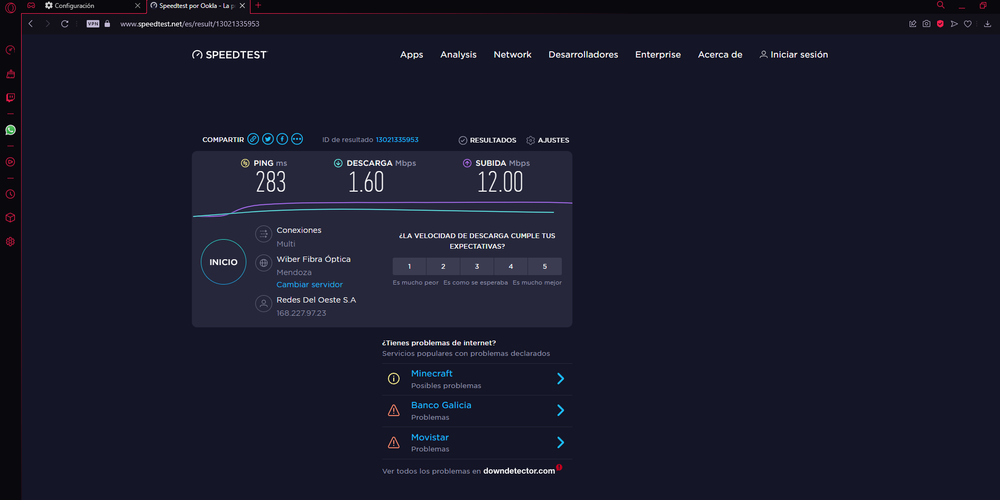 Configuración
Speedtest por Ookla - La p
VPN
www.speedtest.net/es/result/13021335953
SPEEDTEST
Apps
Analysis
Network
Desarrolladores
Enterprise
Acerca de
Iniciar sesión
COMPARTIR
ID de resultado 13021335953
RESULTADOS
AJUSTES
PING ms
283
DESCARGA Mbps
1.60
SUBIDA Mbps
12.00
INICIO
Conexiones
Multi
Wiber Fibra Óptica
Mendoza
Cambiar servidor
Redes Del Oeste S.A
168.227.97.23
¿LA VELOCIDAD DE DESCARGA CUMPLE TUS
EXPECTATIVAS?
1 2 3 4 5
Es mucho peor Es como se esperaba Es mucho mejor
¿Tienes problemas de internet?
Servicios populares con problemas declarados
Minecraft
Posibles problemas
Banco Galicia
Problemas
Movistar
Problemas
Ver todos los problemas en downdetector.com